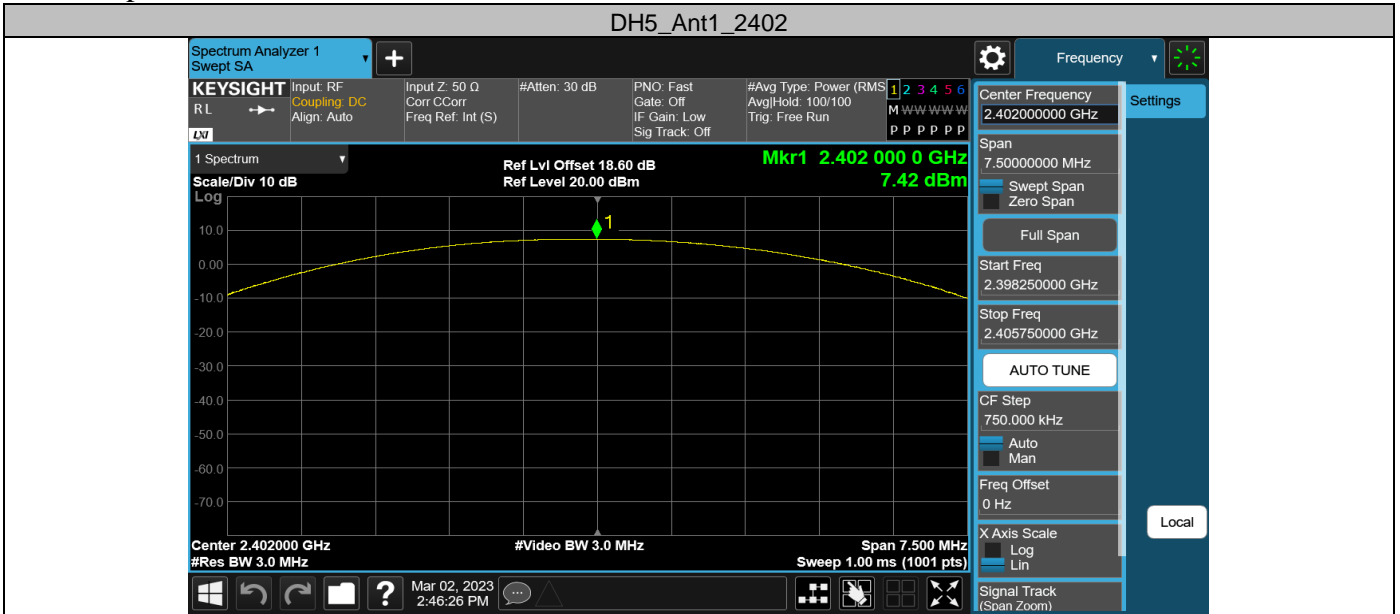 DH5_Ant1_2402
Spectrum Analyzer 1
Swept SA
Frequency
KEYSIGHT
R L
LXI
Input: RF
Coupling: DC
Align: Auto
Input Z: 50 Ω
Corr CCorr
Freq Ref: Int (S)
#Atten: 30 dB
PNO: Fast
Gate: Off
IF Gain: Low
Sig Track: Off
#Avg Type: Power (RMS
Avg|Hold: 100/100
Trig: Free Run
1 2 3 4 5 6
M W W W W W
P P P P P P
1 Spectrum
Scale/Div 10 dB
Log
Ref Lvl Offset 18.60 dB
Ref Level 20.00 dBm
Mkr1 2.402 000 0 GHz
7.42 dBm
1
10.0
0.00
-10.0
-20.0
-30.0
-40.0
-50.0
-60.0
-70.0
Center 2.402000 GHz
#Res BW 3.0 MHz
#Video BW 3.0 MHz
Span 7.500 MHz
Sweep 1.00 ms (1001 pts)
Mar 02, 2023
2:46:26 PM
Center Frequency
2.402000000 GHz
Span
7.50000000 MHz
Swept Span
Zero Span
Full Span
Start Freq
2.398250000 GHz
Stop Freq
2.405750000 GHz
AUTO TUNE
CF Step
750.000 kHz
Auto
Man
Freq Offset
0 Hz
X Axis Scale
Log
Lin
Signal Track
(Span Zoom)
Settings
Local